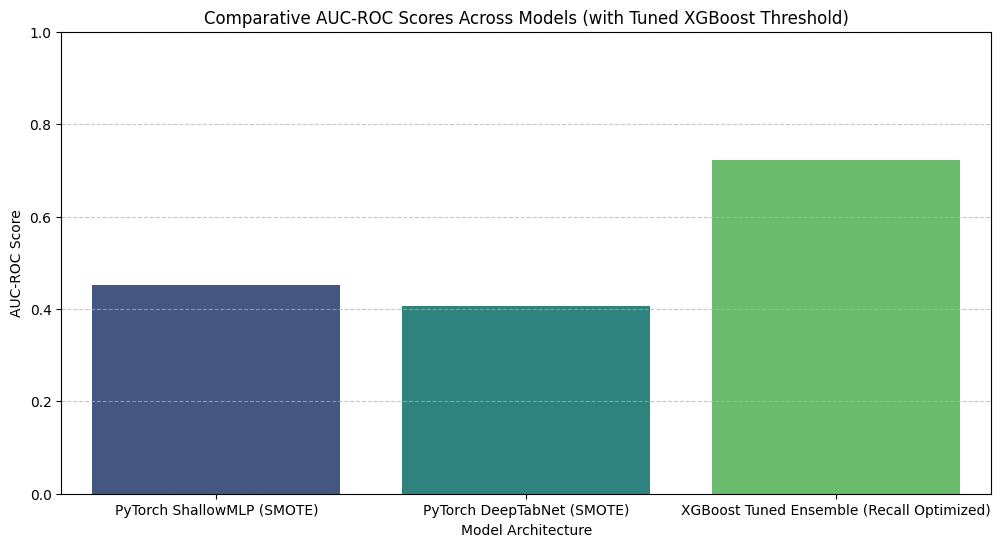 Comparative AUC-ROC Scores Across Models (with Tuned XGBoost Threshold)
1.0
0.8
0.6
0.4
0.2
0.0
AUC-ROC Score
PyTorch ShallowMLP (SMOTE)
PyTorch DeepTabNet (SMOTE)
XGBoost Tuned Ensemble (Recall Optimized)
Model Architecture